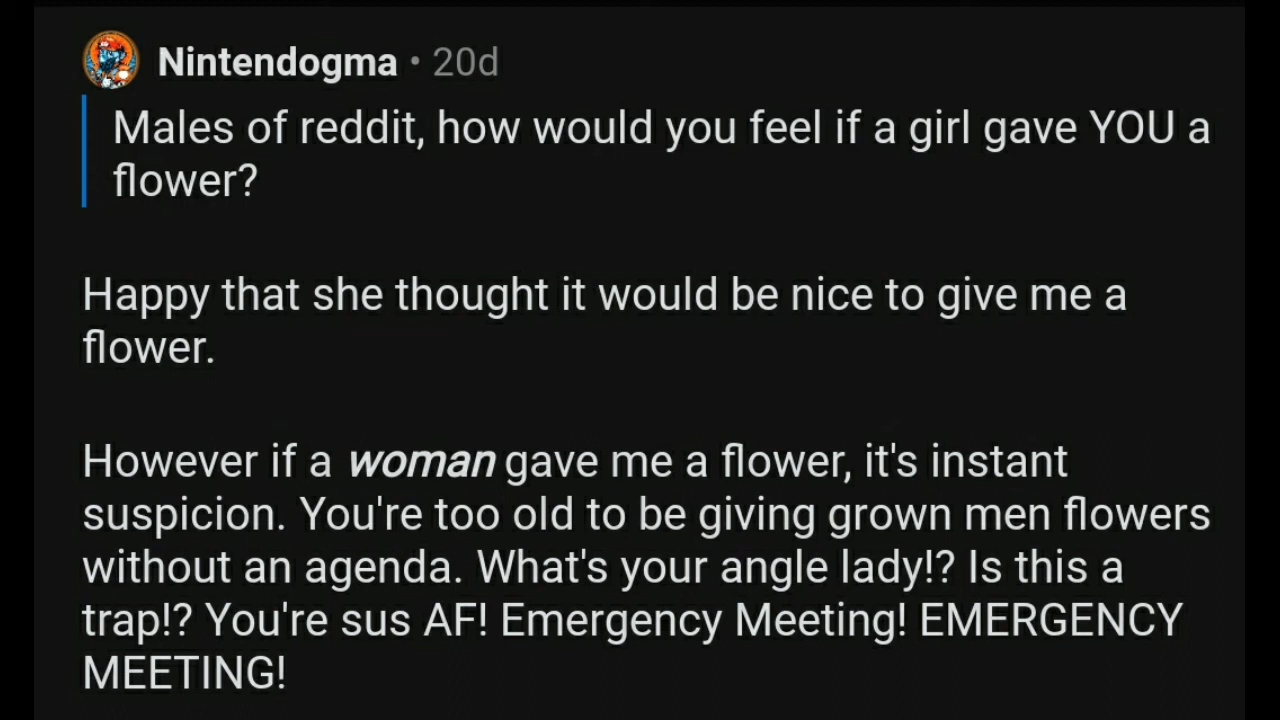 Nintendogma • 20d
Males of reddit, how would you feel if a girl gave YOU a
flower?
Happy that she thought it would be nice to give me a
flower.
However if a woman gave me a flower, it's instant
suspicion. You're too old to be giving grown men flowers
without an agenda. What's your angle lady!? Is this a
trap!? You're sus AF! Emergency Meeting! EMERGENCY
MEETING!